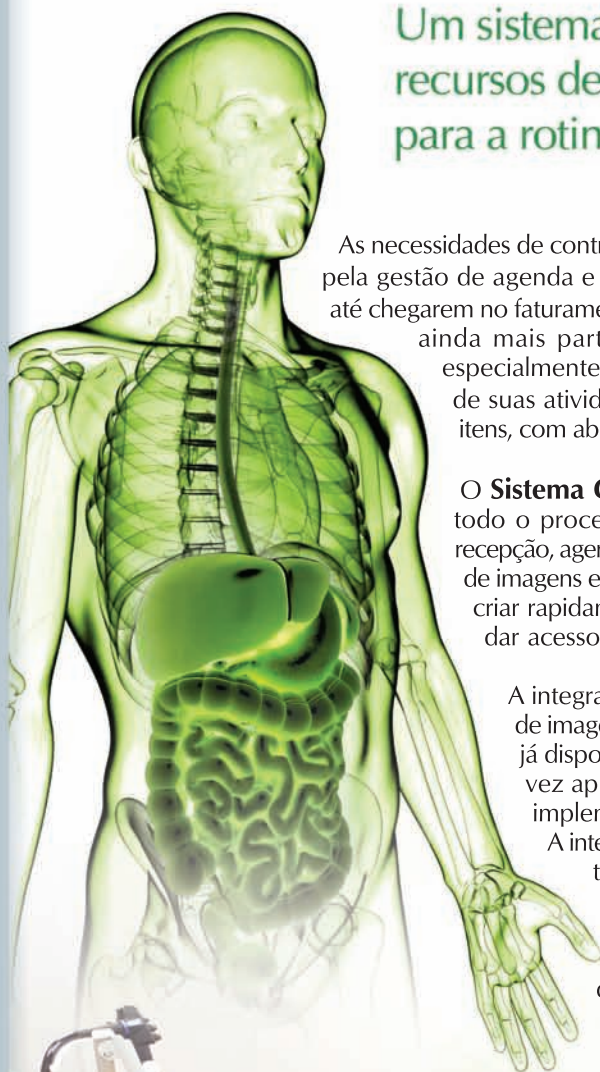 Um sistema
recursos de
para a rotin
As necessidades de contr
pela gestão de agenda e
até chegarem no faturame
ainda mais part
especialmente
de suas ativid
itens, com ab
O Sistema
todo o proce
recepção, agen
de imagens e
criar rapidar
dar acesso
A integra
de image
já dispo
vez ap
implen
A inte
t